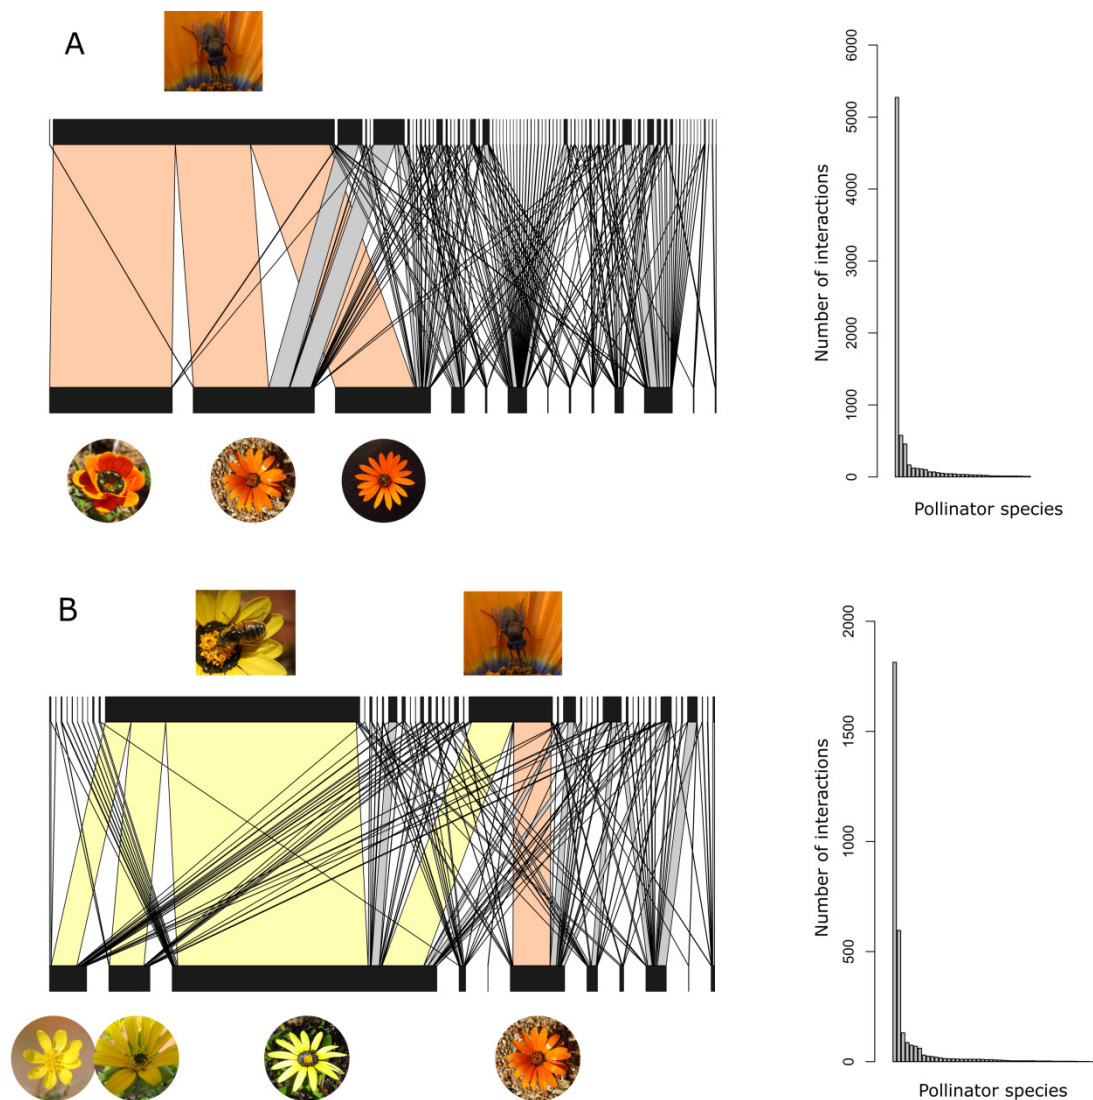 A
6000
5000
4000
3000
2000
1000
0
Number of interactions
Pollinator species
B
2000
1500
1000
500
0
Number of interactions
Pollinator species